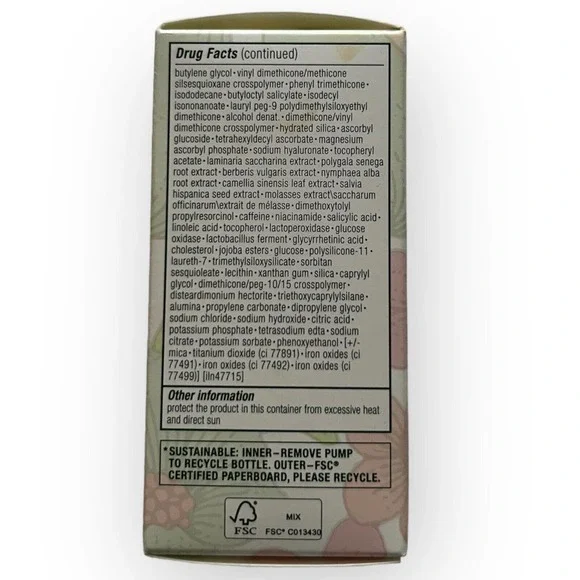 Drug Facts (continued)
butylene glycol•vinyl dimethicone/methicone
silsesquioxane crosspolymer•phenyl trimethicone•
isododecane•butyloctyl salicylate•isodecyl
isononanoate•lauryl peg-9 polydimethylsiloxyethyl
dimethicone•alcohol denat.•dimethicone/vinyl
dimethicone crosspolymer•hydrated silica•ascorbyl
glucoside•tetrahexyldecyl ascorbate•magnesium
ascorbyl phosphate•sodium hyaluronate•tocopheryl
acetate•laminaria saccharina extract•polygala senega
root extract•berberis vulgaris extract•nymphaea alba
root extract•camellia sinensis leaf extract•salvia
hispanica seed extract•molasses extract\saccharum
officinarum\extrait de mélasse•dimethoxytolyl
propylresorcinol•caffeine•niacinamide•salicylic acid•
linoleic acid•tocopherol•lactoperoxidase•glucose
oxidase•lactobacillus ferment•glycyrrhetinic acid•
cholesterol•jojoba esters•glucose•polysilicone-11•
laureth-7•trimethylsiloxysilicate•sorbitan
sesquioleate•lecithin•xanthan gum•silica•caprylyl
glycol•dimethicone/peg-10/15 crosspolymer•
disteardimonium hectorite•triethoxycaprylylsilane•
alumina•propylene carbonate•dipropylene glycol•
sodium chloride•sodium hydroxide•citric acid•
potassium phosphate•tetrasodium edta•sodium
citrate•potassium sorbate•phenoxyethanol•[+/-
mica•titanium dioxide (ci 77891)•iron oxides (ci
77491)•iron oxides (ci 77492)•iron oxides (ci
77499)] [iln47715]
Other information
protect the product in this container from excessive heat
and direct sun
*SUSTAINABLE: INNER–REMOVE PUMP
TO RECYCLE BOTTLE. OUTER–FSC®
CERTIFIED PAPERBOARD, PLEASE RECYCLE.
FSC
MIX
FSC® C013430